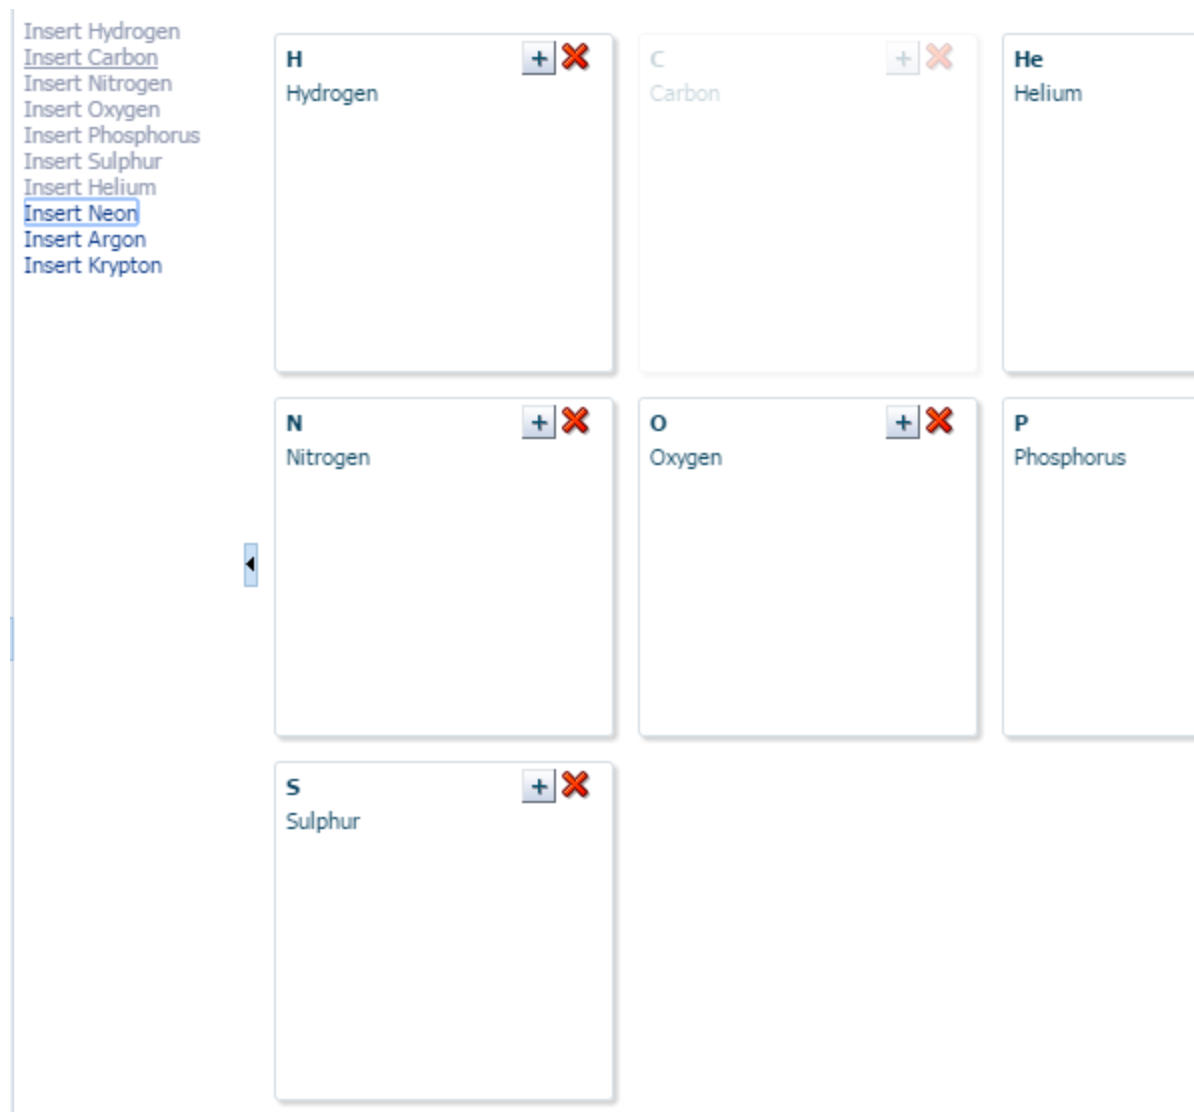 Insert Hydrogen
Insert Carbon
Insert Nitrogen
Insert Oxygen
Insert Phosphorus
Insert Sulphur
Insert Helium
Insert Neon
Insert Argon
Insert Krypton
H
Hydrogen
C
Carbon
He
Helium
N
Nitrogen
O
Oxygen
P
Phosphorus
S
Sulphur